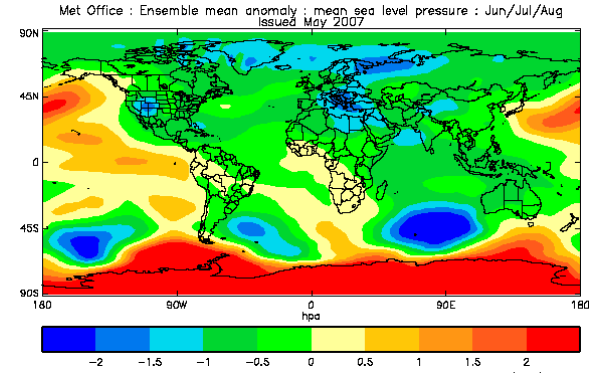 Met Office : Ensemble mean anomaly : mean sea level pressure : Jun/Jul/Aug
Issued May 2007
90N
45N
0
45S
90S
180 90W 0 90E 180
hpa
-2 -1.5 -1 -0.5 0 0.5 1 1.5 2